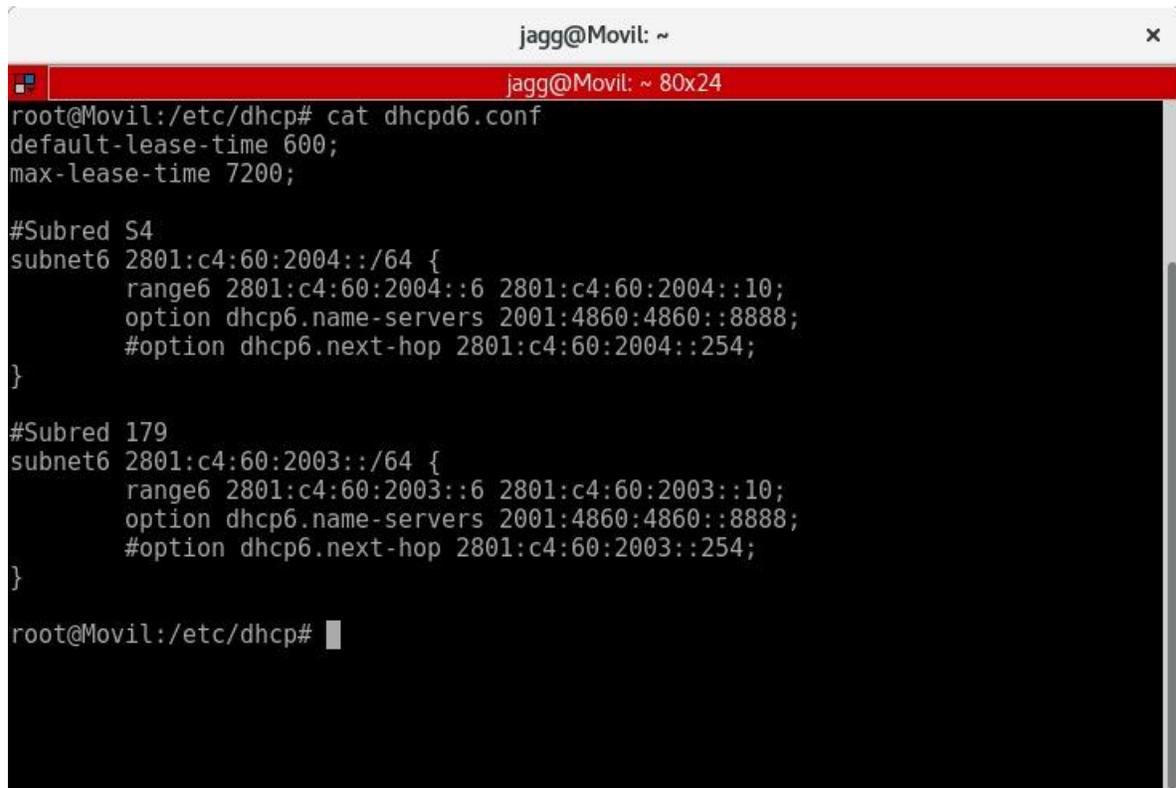 jagg@Movil: ~
jagg@Movil: ~ 80x24
root@Movil:/etc/dhcp# cat dhcpd6.conf
default-lease-time 600;
max-lease-time 7200;
#Subred S4
subnet6 2801:c4:60:2004::/64 {
        range6 2801:c4:60:2004::6 2801:c4:60:2004::10;
        option dhcp6.name-servers 2001:4860:4860::8888;
        #option dhcp6.next-hop 2801:c4:60:2004::254;
}
#Subred 179
subnet6 2801:c4:60:2003::/64 {
        range6 2801:c4:60:2003::6 2801:c4:60:2003::10;
        option dhcp6.name-servers 2001:4860:4860::8888;
        #option dhcp6.next-hop 2801:c4:60:2003::254;
}
root@Movil:/etc/dhcp#